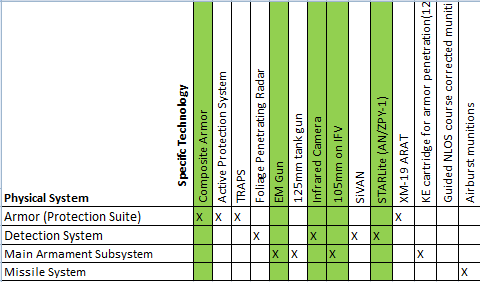 Specifc Technology
Composite Armor
Active Protection System
TRAPS
Foliage Penetrating Radar
EM Gun
125mm tank gun
Infrared Camera
105mm on IFV
SiVAN
STARLite (AN/ZPY-1)
XM-19 ARAT
KE cartridge for armor penetration(12
Guided NLOS course corrected muniti
Airburst munitions
Physical System
Armor (Protection Suite) X X X X
Detection System X X X X
Main Armament Subsystem X X X X
Missile System X